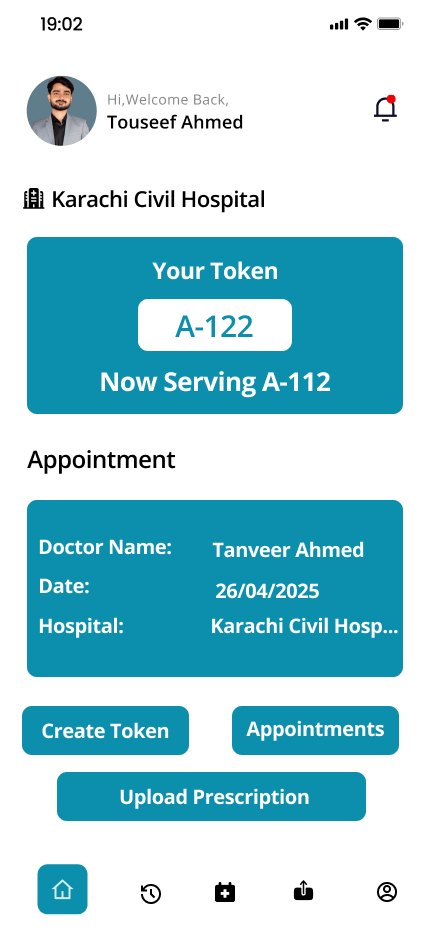 19:02
Hi,Welcome Back,
Touseef Ahmed
Karachi Civil Hospital
Your Token
A-122
Now Serving A-112
Appointment
Doctor Name: Tanveer Ahmed
Date: 26/04/2025
Hospital: Karachi Civil Hosp...
Create Token Appointments
Upload Prescription